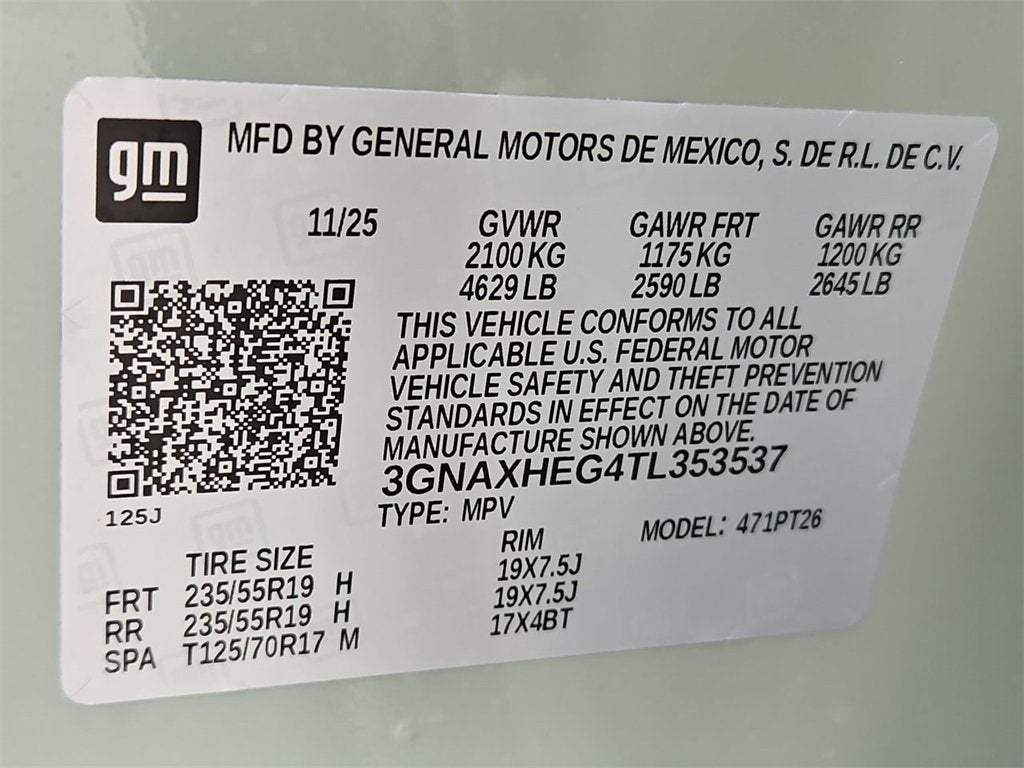 gm
MFD BY GENERAL MOTORS DE MEXICO, S. DE R.L. DE C.V.
11/25 GVWR GAWR FRT GAWR RR
2100 KG 1175 KG 1200 KG
4629 LB 2590 LB 2645 LB
THIS VEHICLE CONFORMS TO ALL
APPLICABLE U.S. FEDERAL MOTOR
VEHICLE SAFETY AND THEFT PREVENTION
STANDARDS IN EFFECT ON THE DATE OF
MANUFACTURE SHOWN ABOVE.
3GNAXHEG4TL353537
125J
TYPE: MPV MODEL: 471PT26
TIRE SIZE RIM
FRT 235/55R19 H 19X7.5J
RR 235/55R19 H 19X7.5J
SPA T125/70R17 M 17X4BT